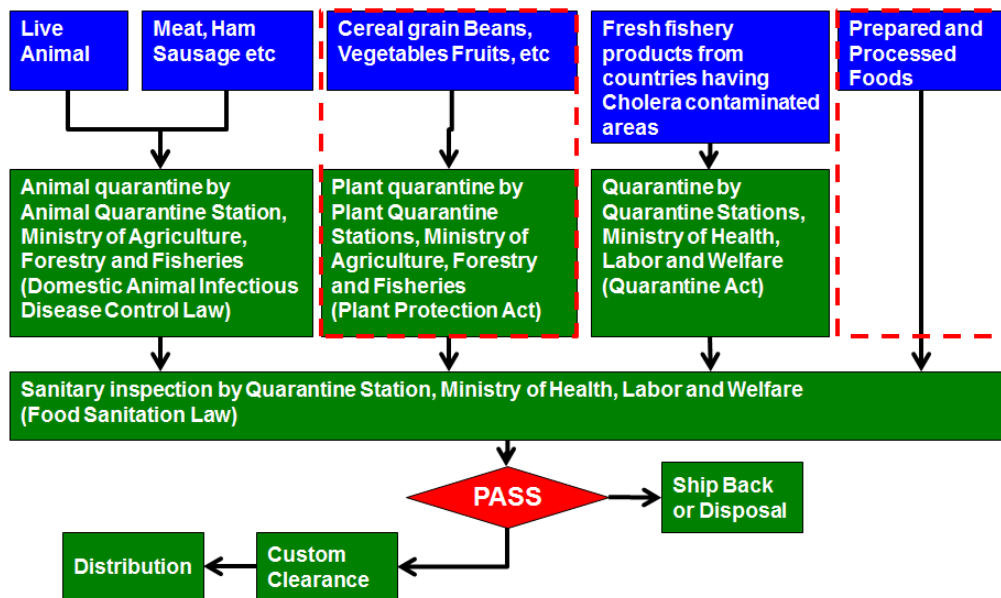 Live
Animal
Meat, Ham
Sausage etc
Cereal grain Beans,
Vegetables Fruits, etc
Fresh fishery
products from
countries having
Cholera contaminated
areas
Prepared and
Processed
Foods
Animal quarantine by
Animal Quarantine Station,
Ministry of Agriculture,
Forestry and Fisheries
(Domestic Animal Infectious
Disease Control Law)
Plant quarantine by
Plant Quarantine
Stations, Ministry of
Agriculture, Forestry
and Fisheries
(Plant Protection Act)
Quarantine by
Quarantine Stations,
Ministry of Health,
Labor and Welfare
(Quarantine Act)
Sanitary inspection by Quarantine Station, Ministry of Health, Labor and Welfare
(Food Sanitation Law)
PASS
Ship Back
or Disposal
Distribution
Custom
Clearance